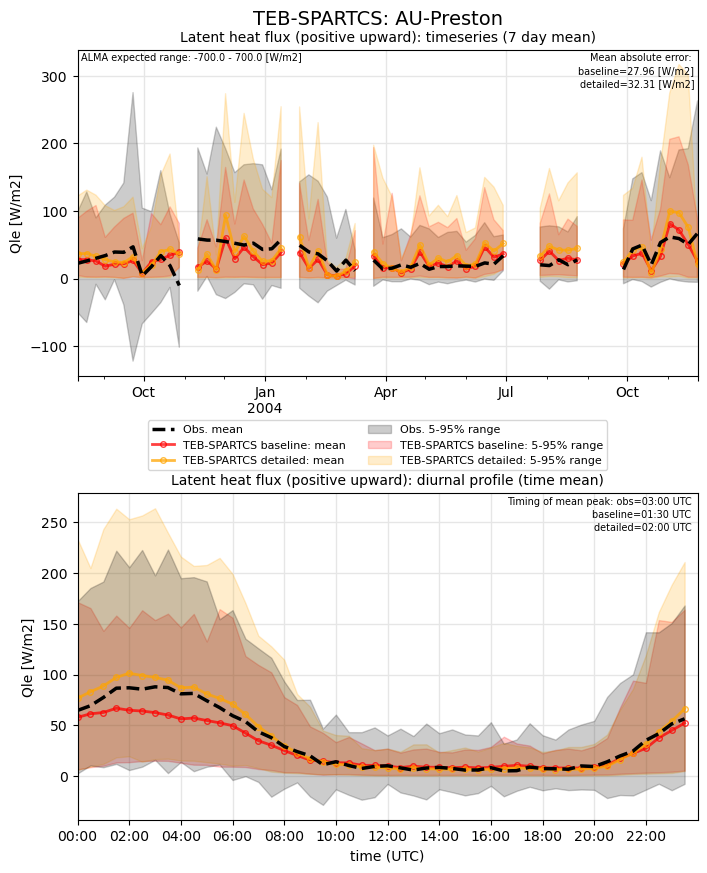 TEB-SPARTCS: AU-Preston
Latent heat flux (positive upward): timeseries (7 day mean)
ALMA expected range: -700.0 - 700.0 [W/m2]
Mean absolute error:
baseline=27.96 [W/m2]
detailed=32.31 [W/m2]
300
200
100
0
−100
Qle [W/m2]
Oct
Jan
2004
Apr
Jul
Oct
Obs. mean
TEB-SPARTCS baseline: mean
TEB-SPARTCS detailed: mean
Obs. 5-95% range
TEB-SPARTCS baseline: 5-95% range
TEB-SPARTCS detailed: 5-95% range
Latent heat flux (positive upward): diurnal profile (time mean)
Timing of mean peak: obs=03:00 UTC
baseline=01:30 UTC
detailed=02:00 UTC
250
200
150
100
50
0
Qle [W/m2]
00:00 02:00 04:00 06:00 08:00 10:00 12:00 14:00 16:00 18:00 20:00 22:00
time (UTC)